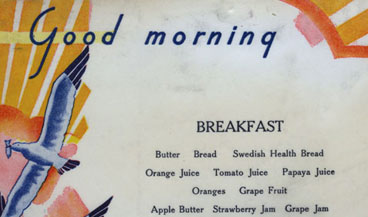 Good morning
BREAKFAST
Butter Bread Swedish Health Bread
Orange Juice Tomato Juice Papaya Juice
Oranges Grape Fruit
Apple Butter Strawberry Jam Grape Jam